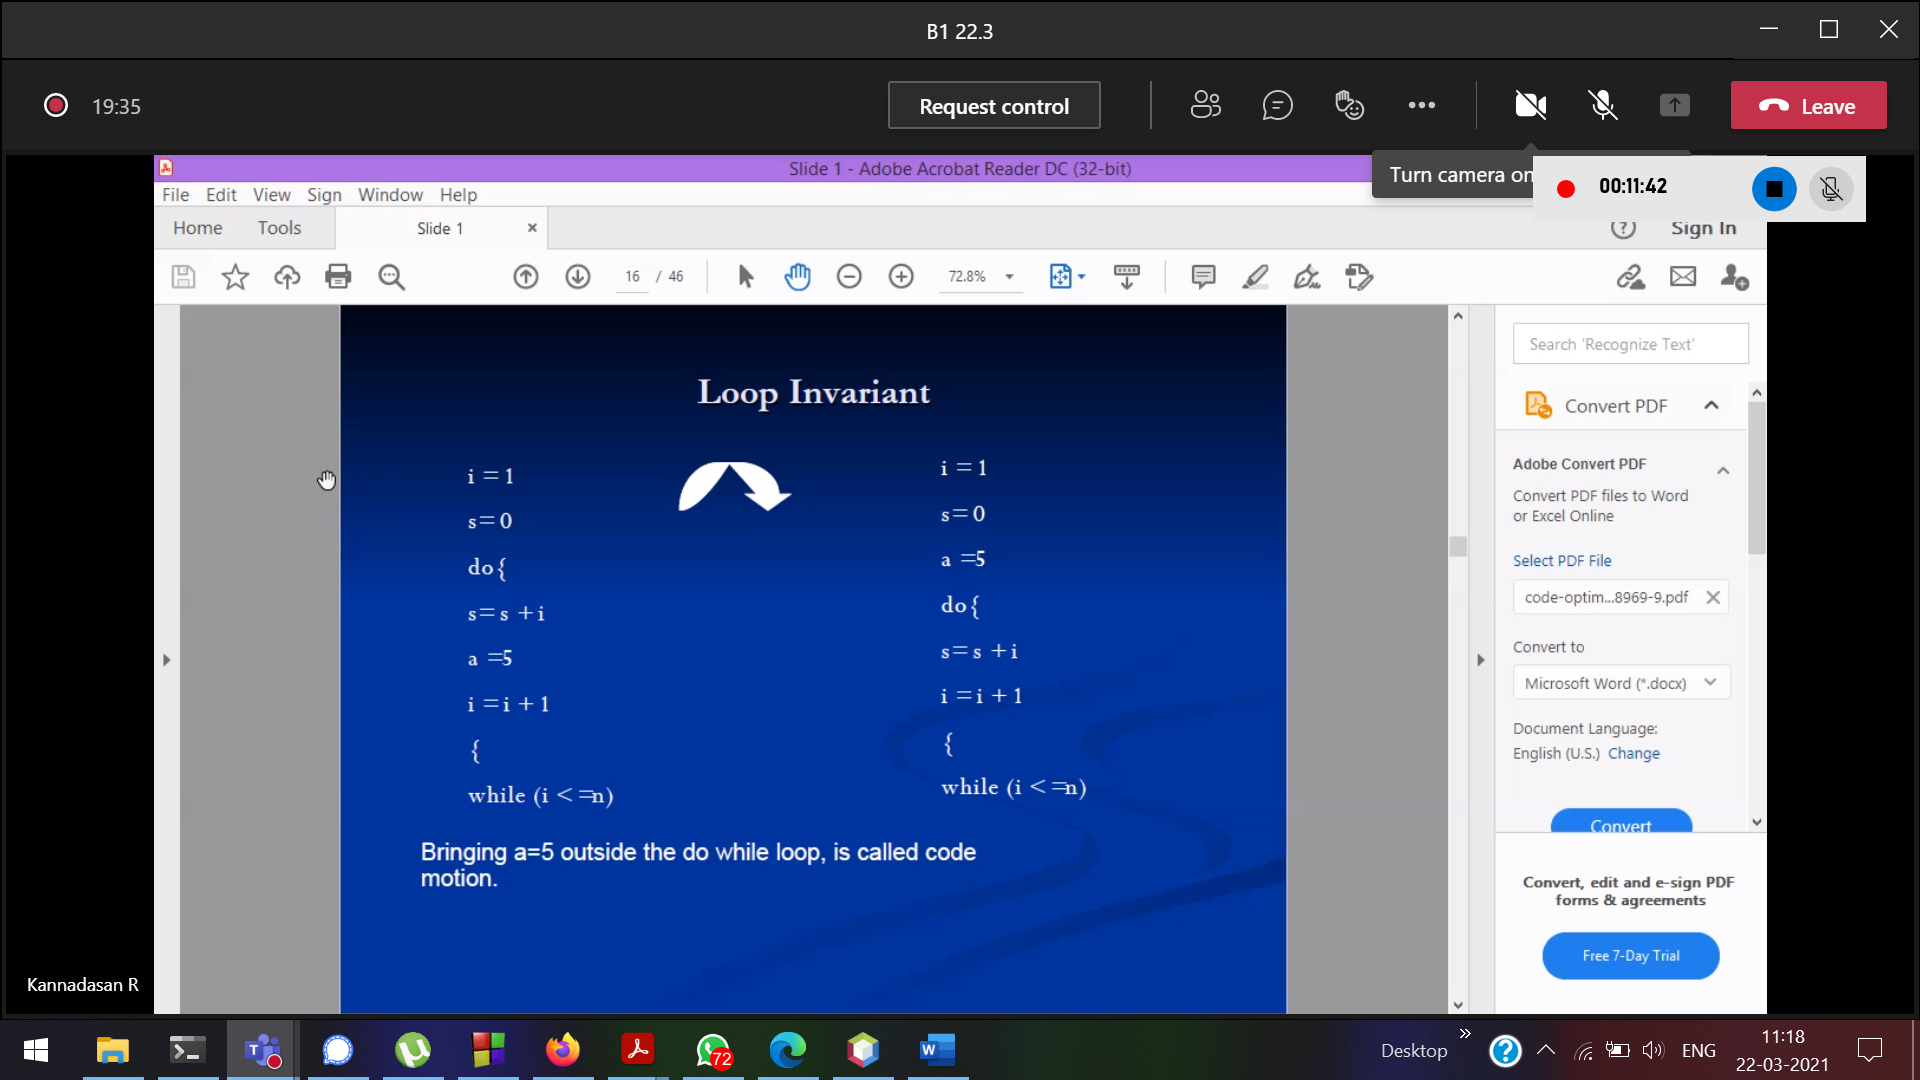 B1 22.3
19:35
Request control
Leave
Turn camera on
00:11:42
Slide 1 - Adobe Acrobat Reader DC (32-bit)
File Edit View Sign Window Help
Home Tools Slide 1 Sign In
16 / 46 72.8%
Loop Invariant
i = 1
s= 0
do {
s= s + i
a =5
i = i + 1
{
while (i < =n)
i = 1
s= 0
a =5
do {
s= s + i
i = i + 1
{
while (i < =n)
Bringing a=5 outside the do while loop, is called code
motion.
Search 'Recognize Text'
Convert PDF
Adobe Convert PDF
Convert PDF files to Word
or Excel Online
Select PDF File
code-optim...8969-9.pdf
Convert to
Microsoft Word (*.docx)
Document Language:
English (U.S.) Change
Convert
Convert, edit and e-sign PDF
forms & agreements
Free 7-Day Trial
Kannadasan R
72
Desktop
ENG
11:18
22-03-2021